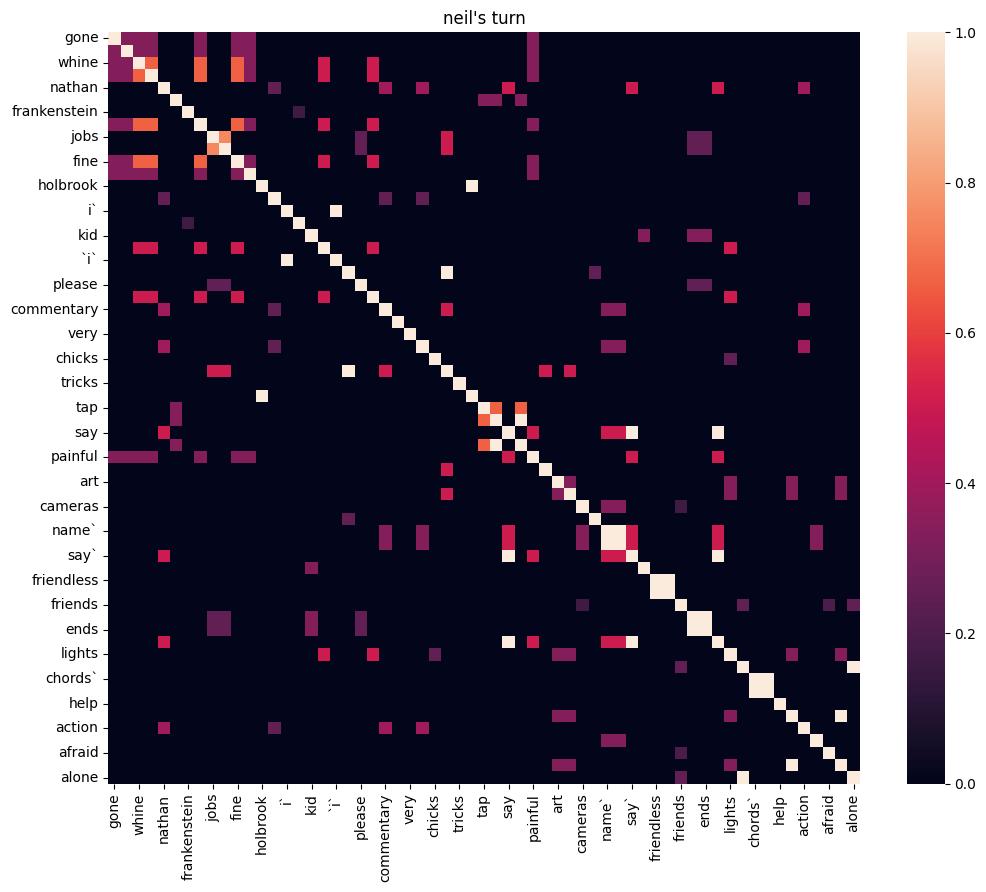 neil's turn
gone
whine
nathan
frankenstein
jobs
fine
holbrook
i`
kid
`i`
please
commentary
very
chicks
tricks
tap
say
painful
art
cameras
name`
say`
friendless
friends
ends
lights
chords`
help
action
afraid
alone
gone
whine
nathan
frankenstein
jobs
fine
holbrook
i`
kid
`i`
please
commentary
very
chicks
tricks
tap
say
painful
art
cameras
name`
say`
friendless
friends
ends
lights
chords`
help
action
afraid
alone
1.0
0.8
0.6
0.4
0.2
0.0